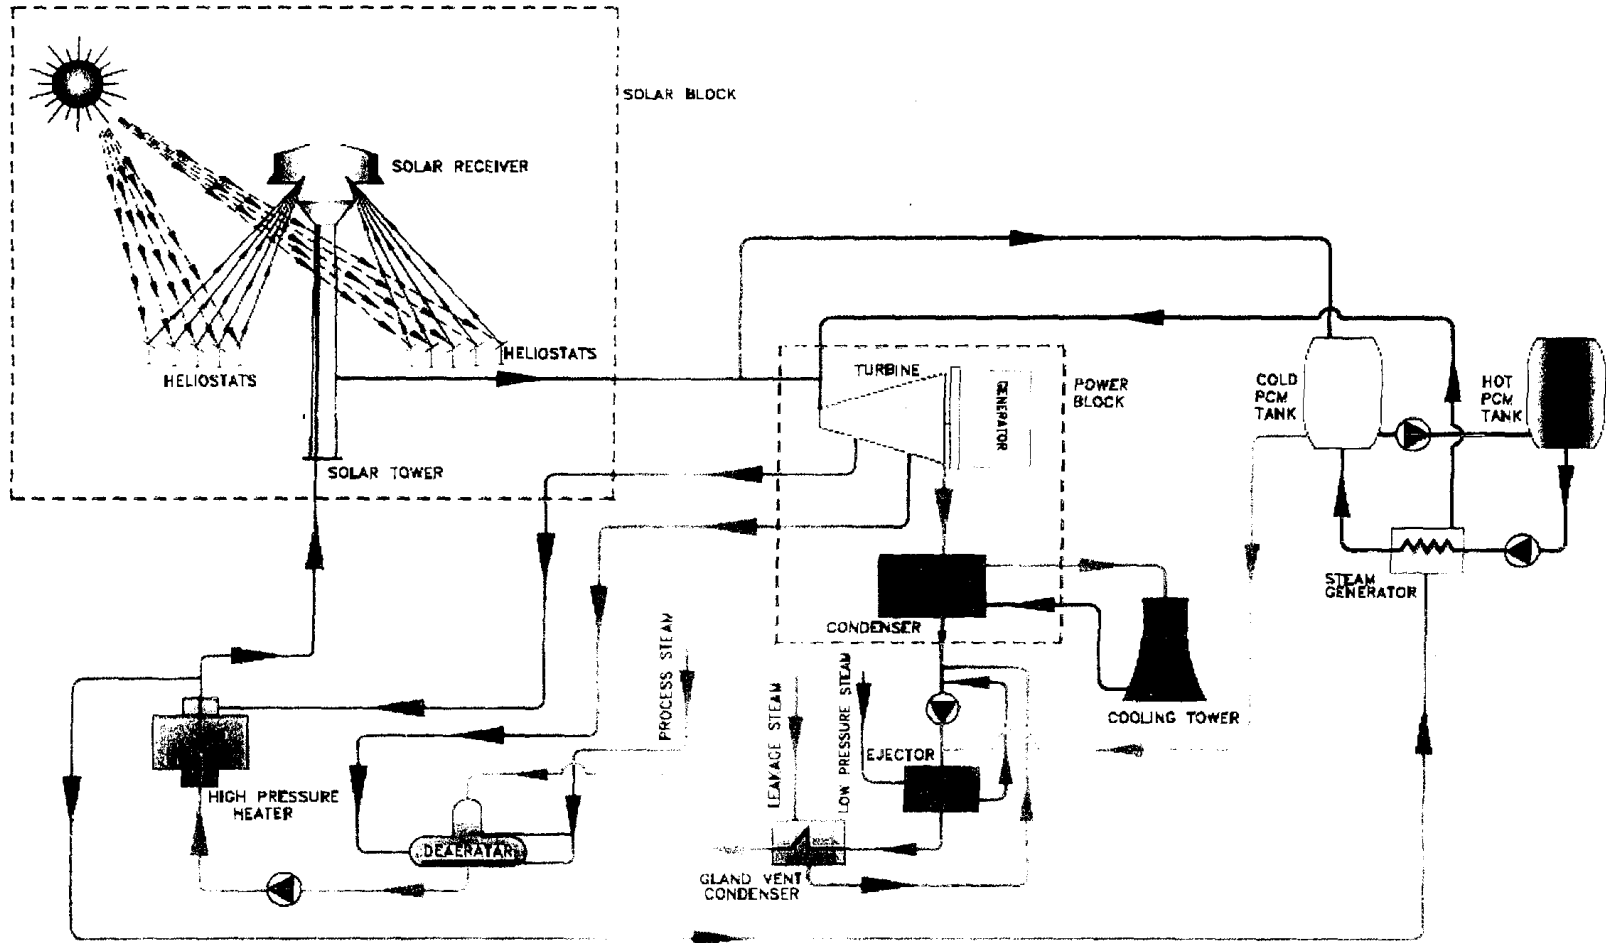 SOLAR BLOCK
SOLAR RECEIVER
HELIOSTATS
HELIOSTATS
SOLAR TOWER
TURBINE
GENERATOR
POWER
BLOCK
COLD
PCM
TANK
HOT
PCM
TANK
STEAM
GENERATOR
CONDENSER
COOLING TOWER
PROCESS STEAM
LEAKAGE STEAM
LOW PRESSURE STEAM
EJECTOR
HIGH PRESSURE
HEATER
DEAERATAR
GLAND VENT
CONDENSER